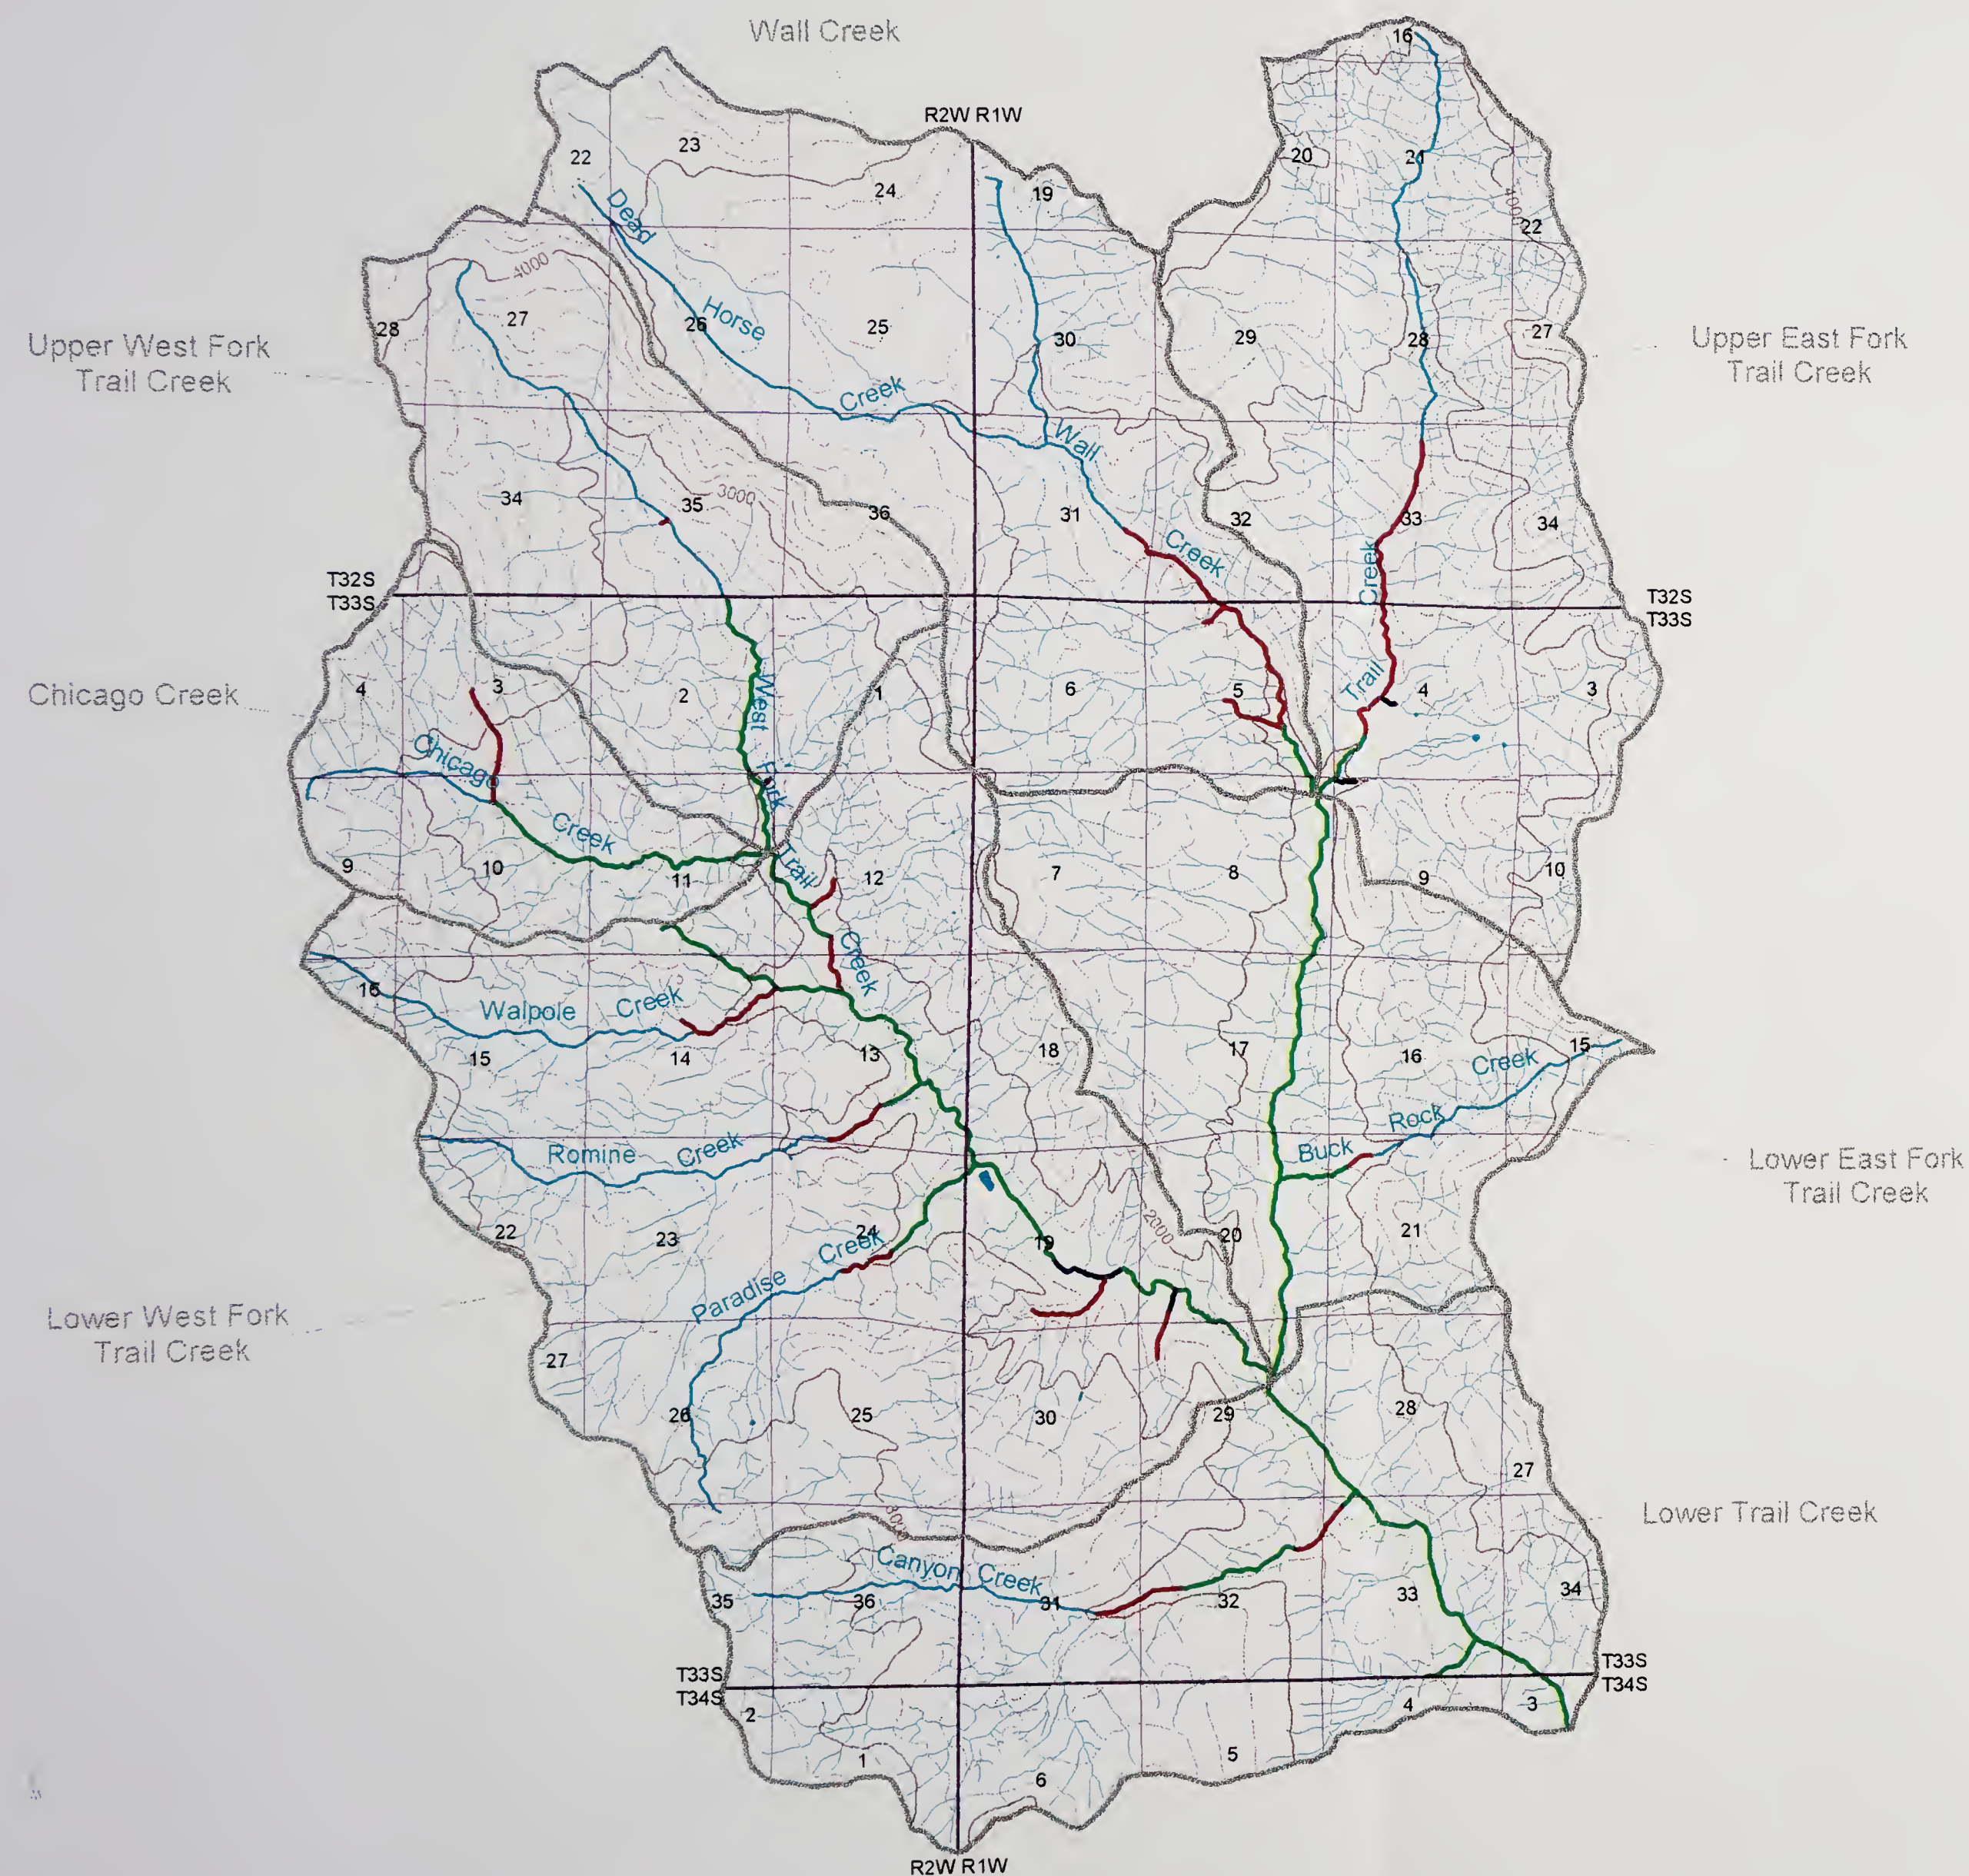 Wall Creek
16
R2W R1W
22
23
24
19
20
21
22
4000
Dead
4000
28
27
26
Horse
25
30
29
28
27
Upper West Fork
Trail Creek
Upper East Fork
Trail Creek
Creek
Wall
34
35
3000
36
31
Creek
32
33
34
Creek
T32S
T33S
T32S
T33S
Chicago Creek
4
3
2
West
1
6
5
Trail
4
3
Chicago
Fork
Creek
9
10
11
Trail
12
7
8
9
10
Creek
16
Walpole Creek
15
14
13
18
17
16
Creek
15
Rock
Buck
Romine Creek
Lower East Fork
Trail Creek
22
23
24
Creek
19
2000
20
21
Paradise
Lower West Fork
Trail Creek
27
26
25
30
29
28
27
3000
Lower Trail Creek
Canyon Creek
35
36
31
32
33
34
T33S
T34S
T33S
T34S
2
1
6
5
4
3
R2W R1W